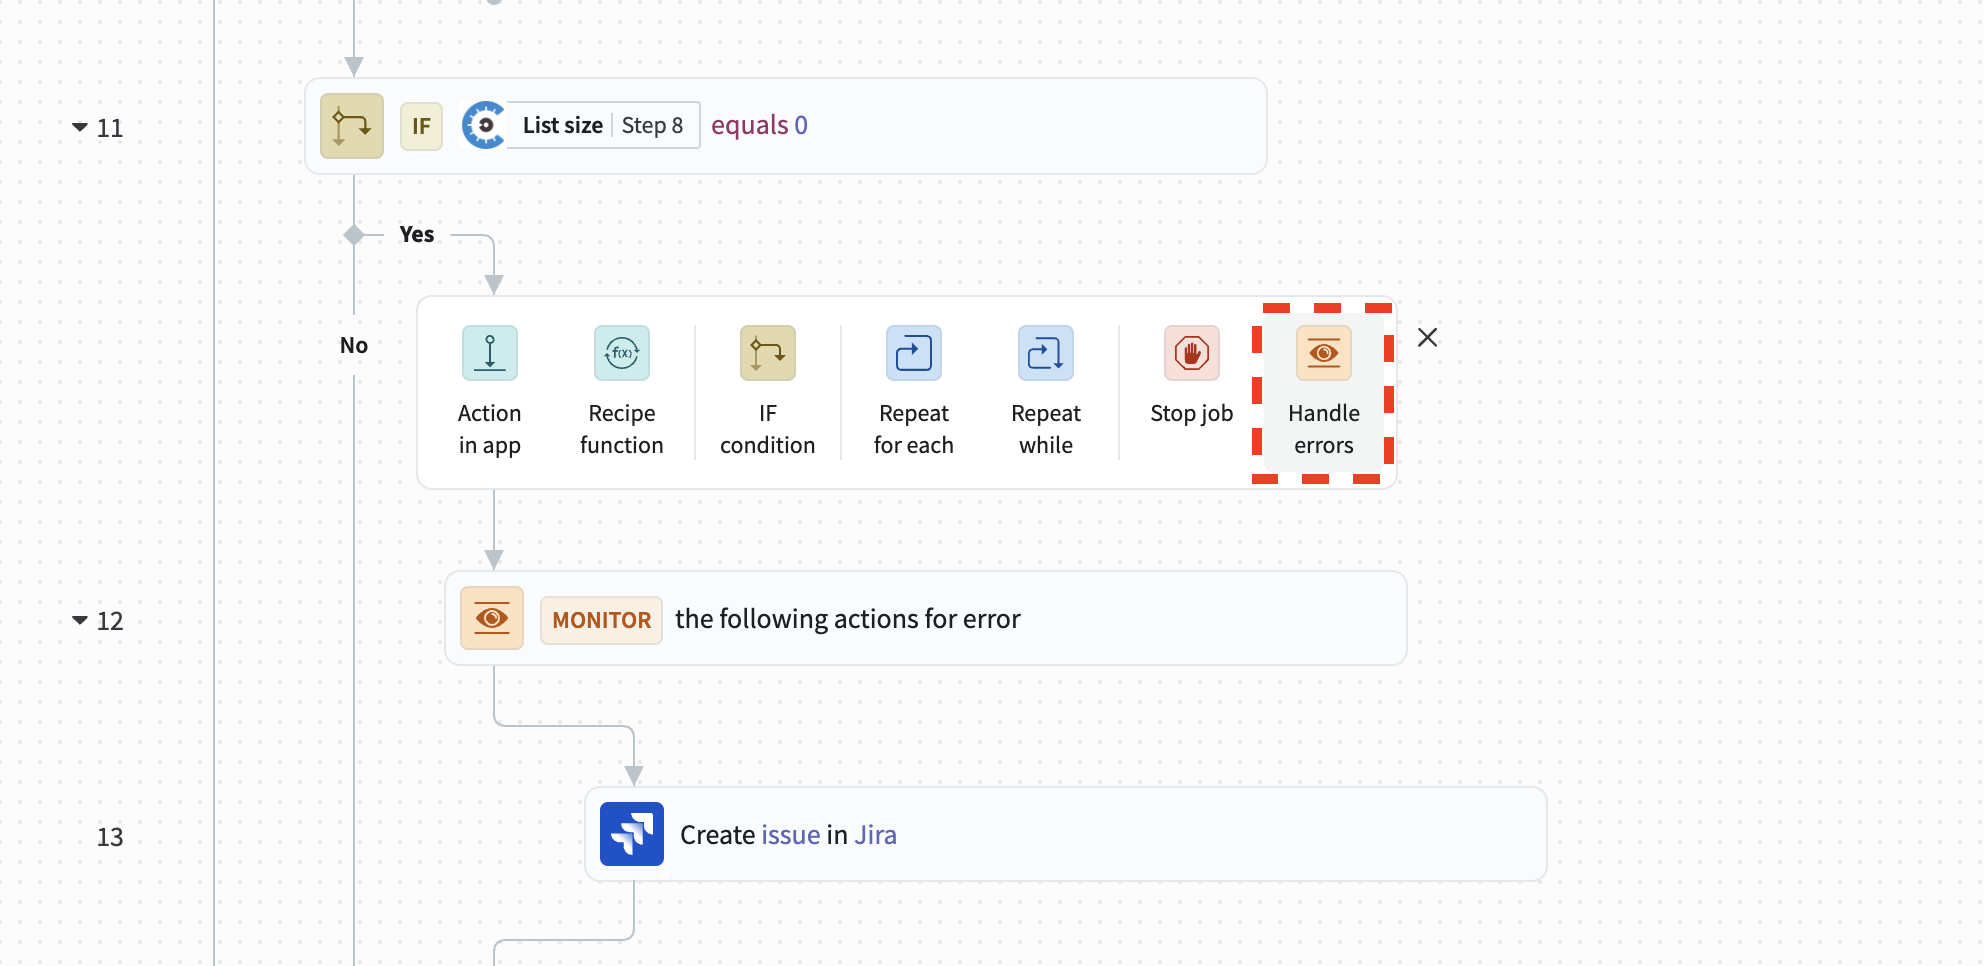 11
IF List size Step 8 equals 0
Yes
No
Action in app
Recipe function
f(x)
IF condition
Repeat for each
Repeat while
Stop job
Handle errors
12
MONITOR the following actions for error
13
Create issue in Jira